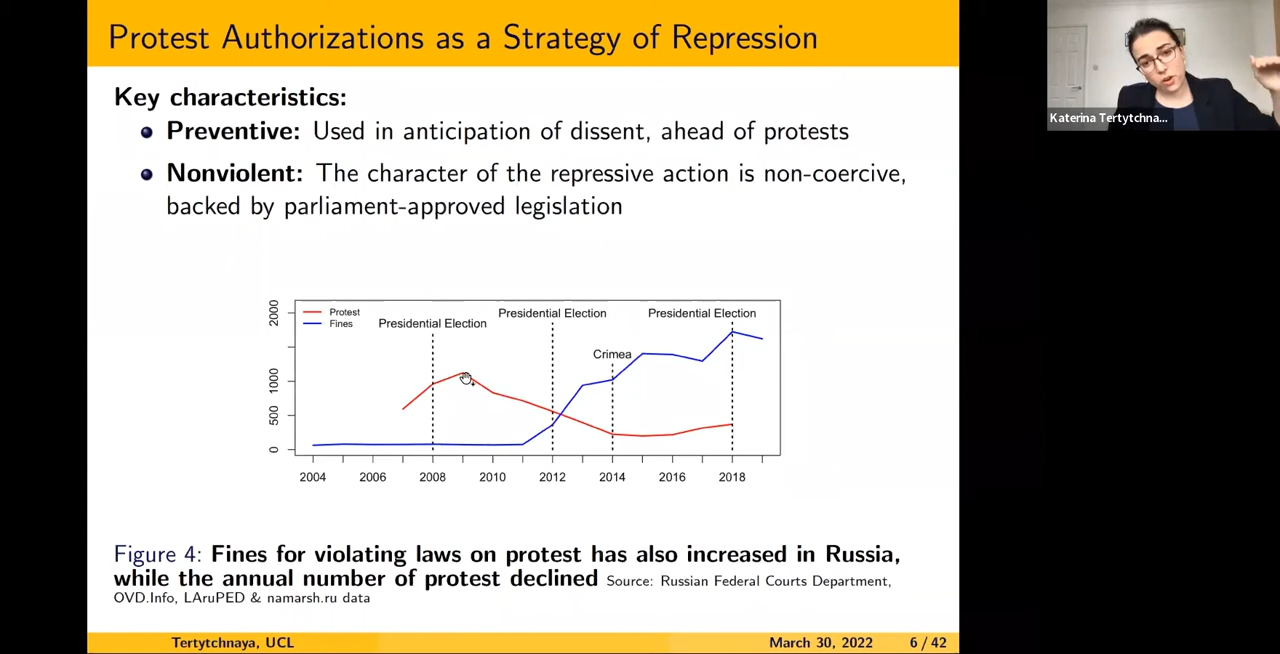 Protest Authorizations as a Strategy of Repression
Katerina Tertytchna...
Key characteristics:
Preventive: Used in anticipation of dissent, ahead of protests
Nonviolent: The character of the repressive action is non-coercive,
backed by parliament-approved legislation
Protest
Fines
Presidential Election
Presidential Election
Presidential Election
Crimea
2000
1000
500
0
2004 2006 2008 2010 2012 2014 2016 2018
Figure 4: Fines for violating laws on protest has also increased in Russia,
while the annual number of protest declined Source: Russian Federal Courts Department,
OVD.Info, LAruPED & namarsh.ru data
Tertytchnaya, UCL March 30, 2022 6 / 42